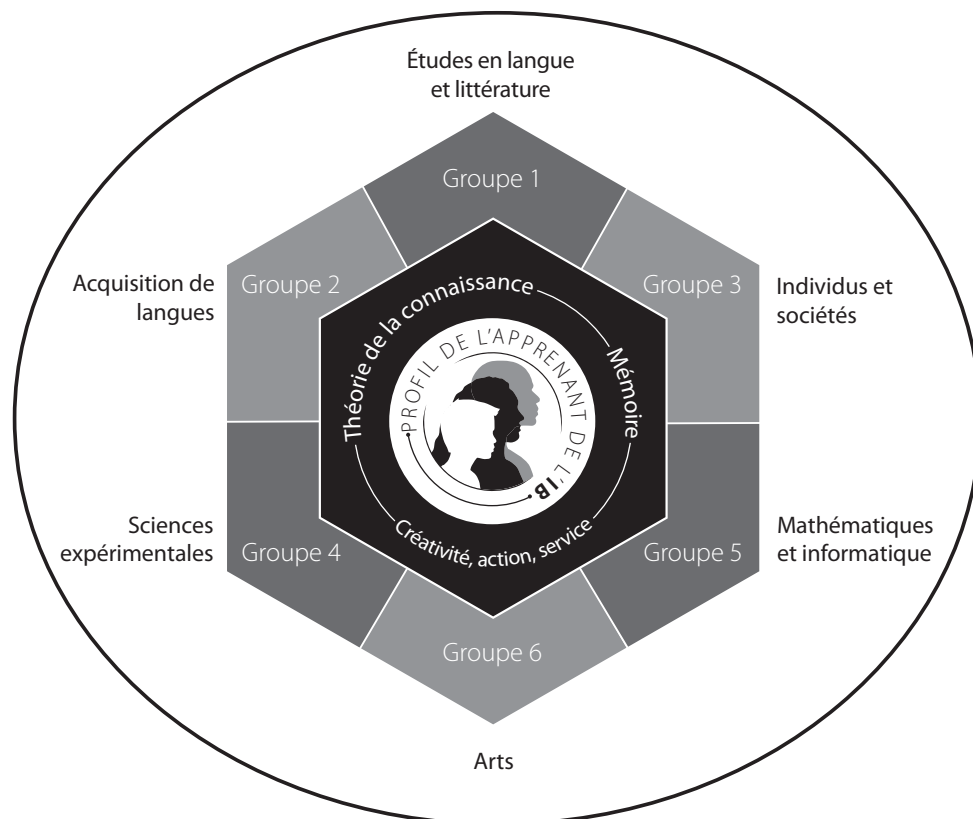 Études en langue
et littérature
Groupe 1
Acquisition de
langues
Groupe 2
Groupe 3
Individus et
sociétés
Théorie de la connaissance
Mémoire
Créativité, action, service
PROFIL DE L'APPRENANT DE L'IB
Sciences
expérimentales
Groupe 4
Groupe 5
Mathématiques
et informatique
Groupe 6
Arts